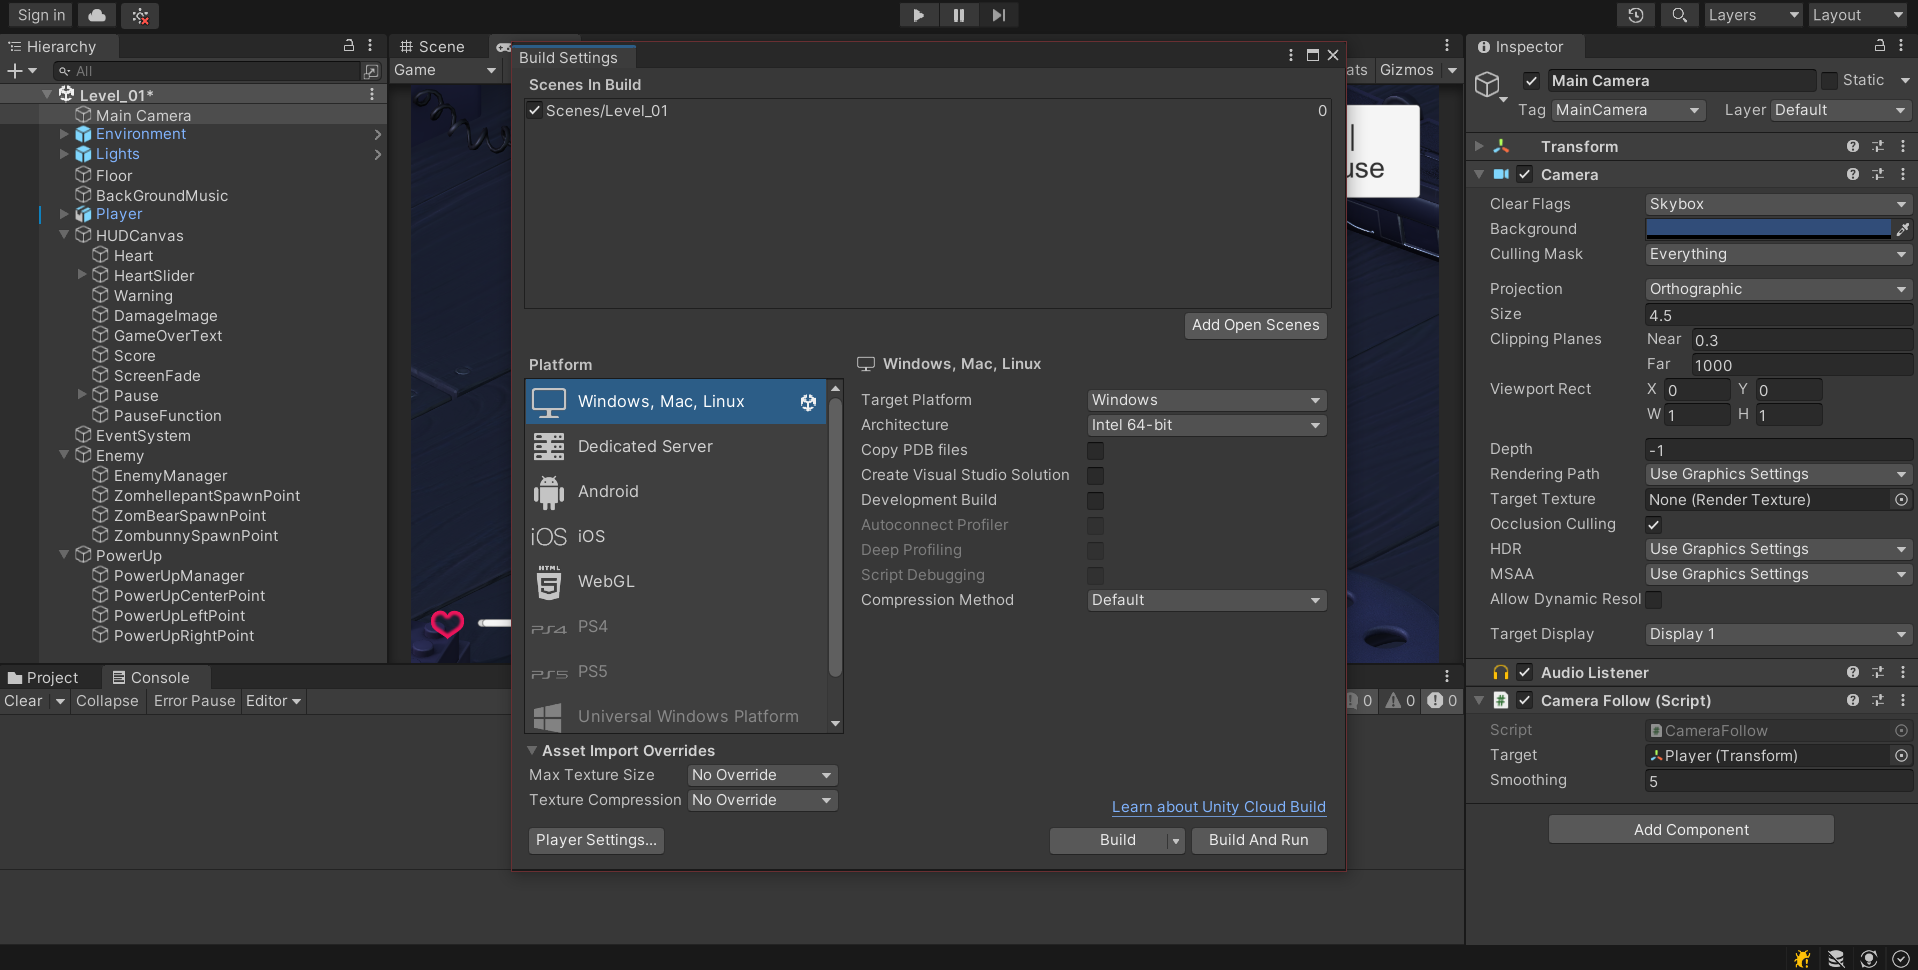 Sign in
Layers
Layout
Hierarchy
All
Level_01*
Main Camera
Environment
Lights
Floor
BackGroundMusic
Player
HUDCanvas
Heart
HeartSlider
Warning
DamageImage
GameOverText
Score
ScreenFade
Pause
PauseFunction
EventSystem
Enemy
EnemyManager
ZomhellepantSpawnPoint
ZomBearSpawnPoint
ZombunnySpawnPoint
PowerUp
PowerUpManager
PowerUpCenterPoint
PowerUpLeftPoint
PowerUpRightPoint
Scene
Game
ats
Gizmos
use
Build Settings
Scenes In Build
Scenes/Level_01 0
Add Open Scenes
Platform
Windows, Mac, Linux
Dedicated Server
Android
iOS iOS
HTML 5 WebGL
PS4 PS4
PS5 PS5
Universal Windows Platform
Windows, Mac, Linux
Target Platform Windows
Architecture Intel 64-bit
Copy PDB files
Create Visual Studio Solution
Development Build
Autoconnect Profiler
Deep Profiling
Script Debugging
Compression Method Default
Asset Import Overrides
Max Texture Size No Override
Texture Compression No Override
Learn about Unity Cloud Build
Player Settings...
Build
Build And Run
Project
Console
Clear Collapse Error Pause Editor
0 0 0
Inspector
Main Camera Static
Tag MainCamera Layer Default
Transform
Camera
Clear Flags Skybox
Background
Culling Mask Everything
Projection Orthographic
Size 4.5
Clipping Planes Near 0.3
Far 1000
Viewport Rect X 0 Y 0
W 1 H 1
Depth -1
Rendering Path Use Graphics Settings
Target Texture None (Render Texture)
Occlusion Culling
HDR Use Graphics Settings
MSAA Use Graphics Settings
Allow Dynamic Resol
Target Display Display 1
Audio Listener
# Camera Follow (Script)
Script CameraFollow
Target Player (Transform)
Smoothing 5
Add Component